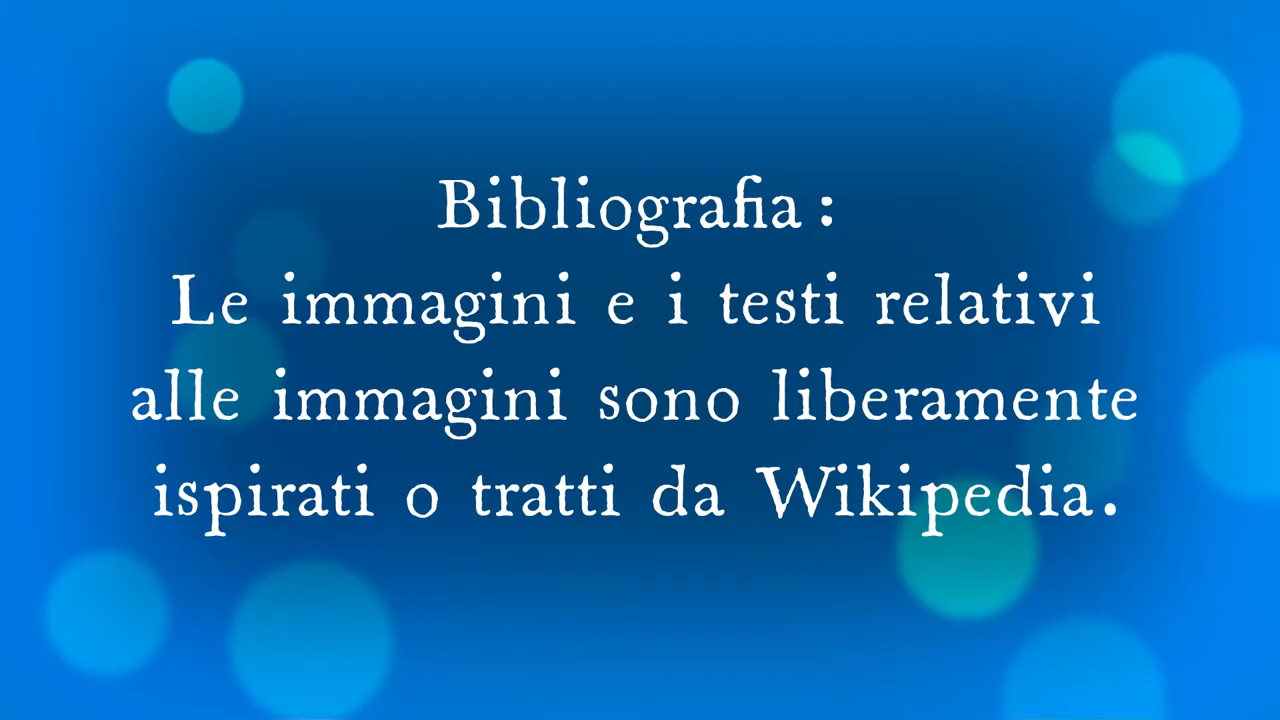 Bibliografia :
Le immagini e i testi relativi
alle immagini sono liberamente
ispirati o tratti da Wikipedia.